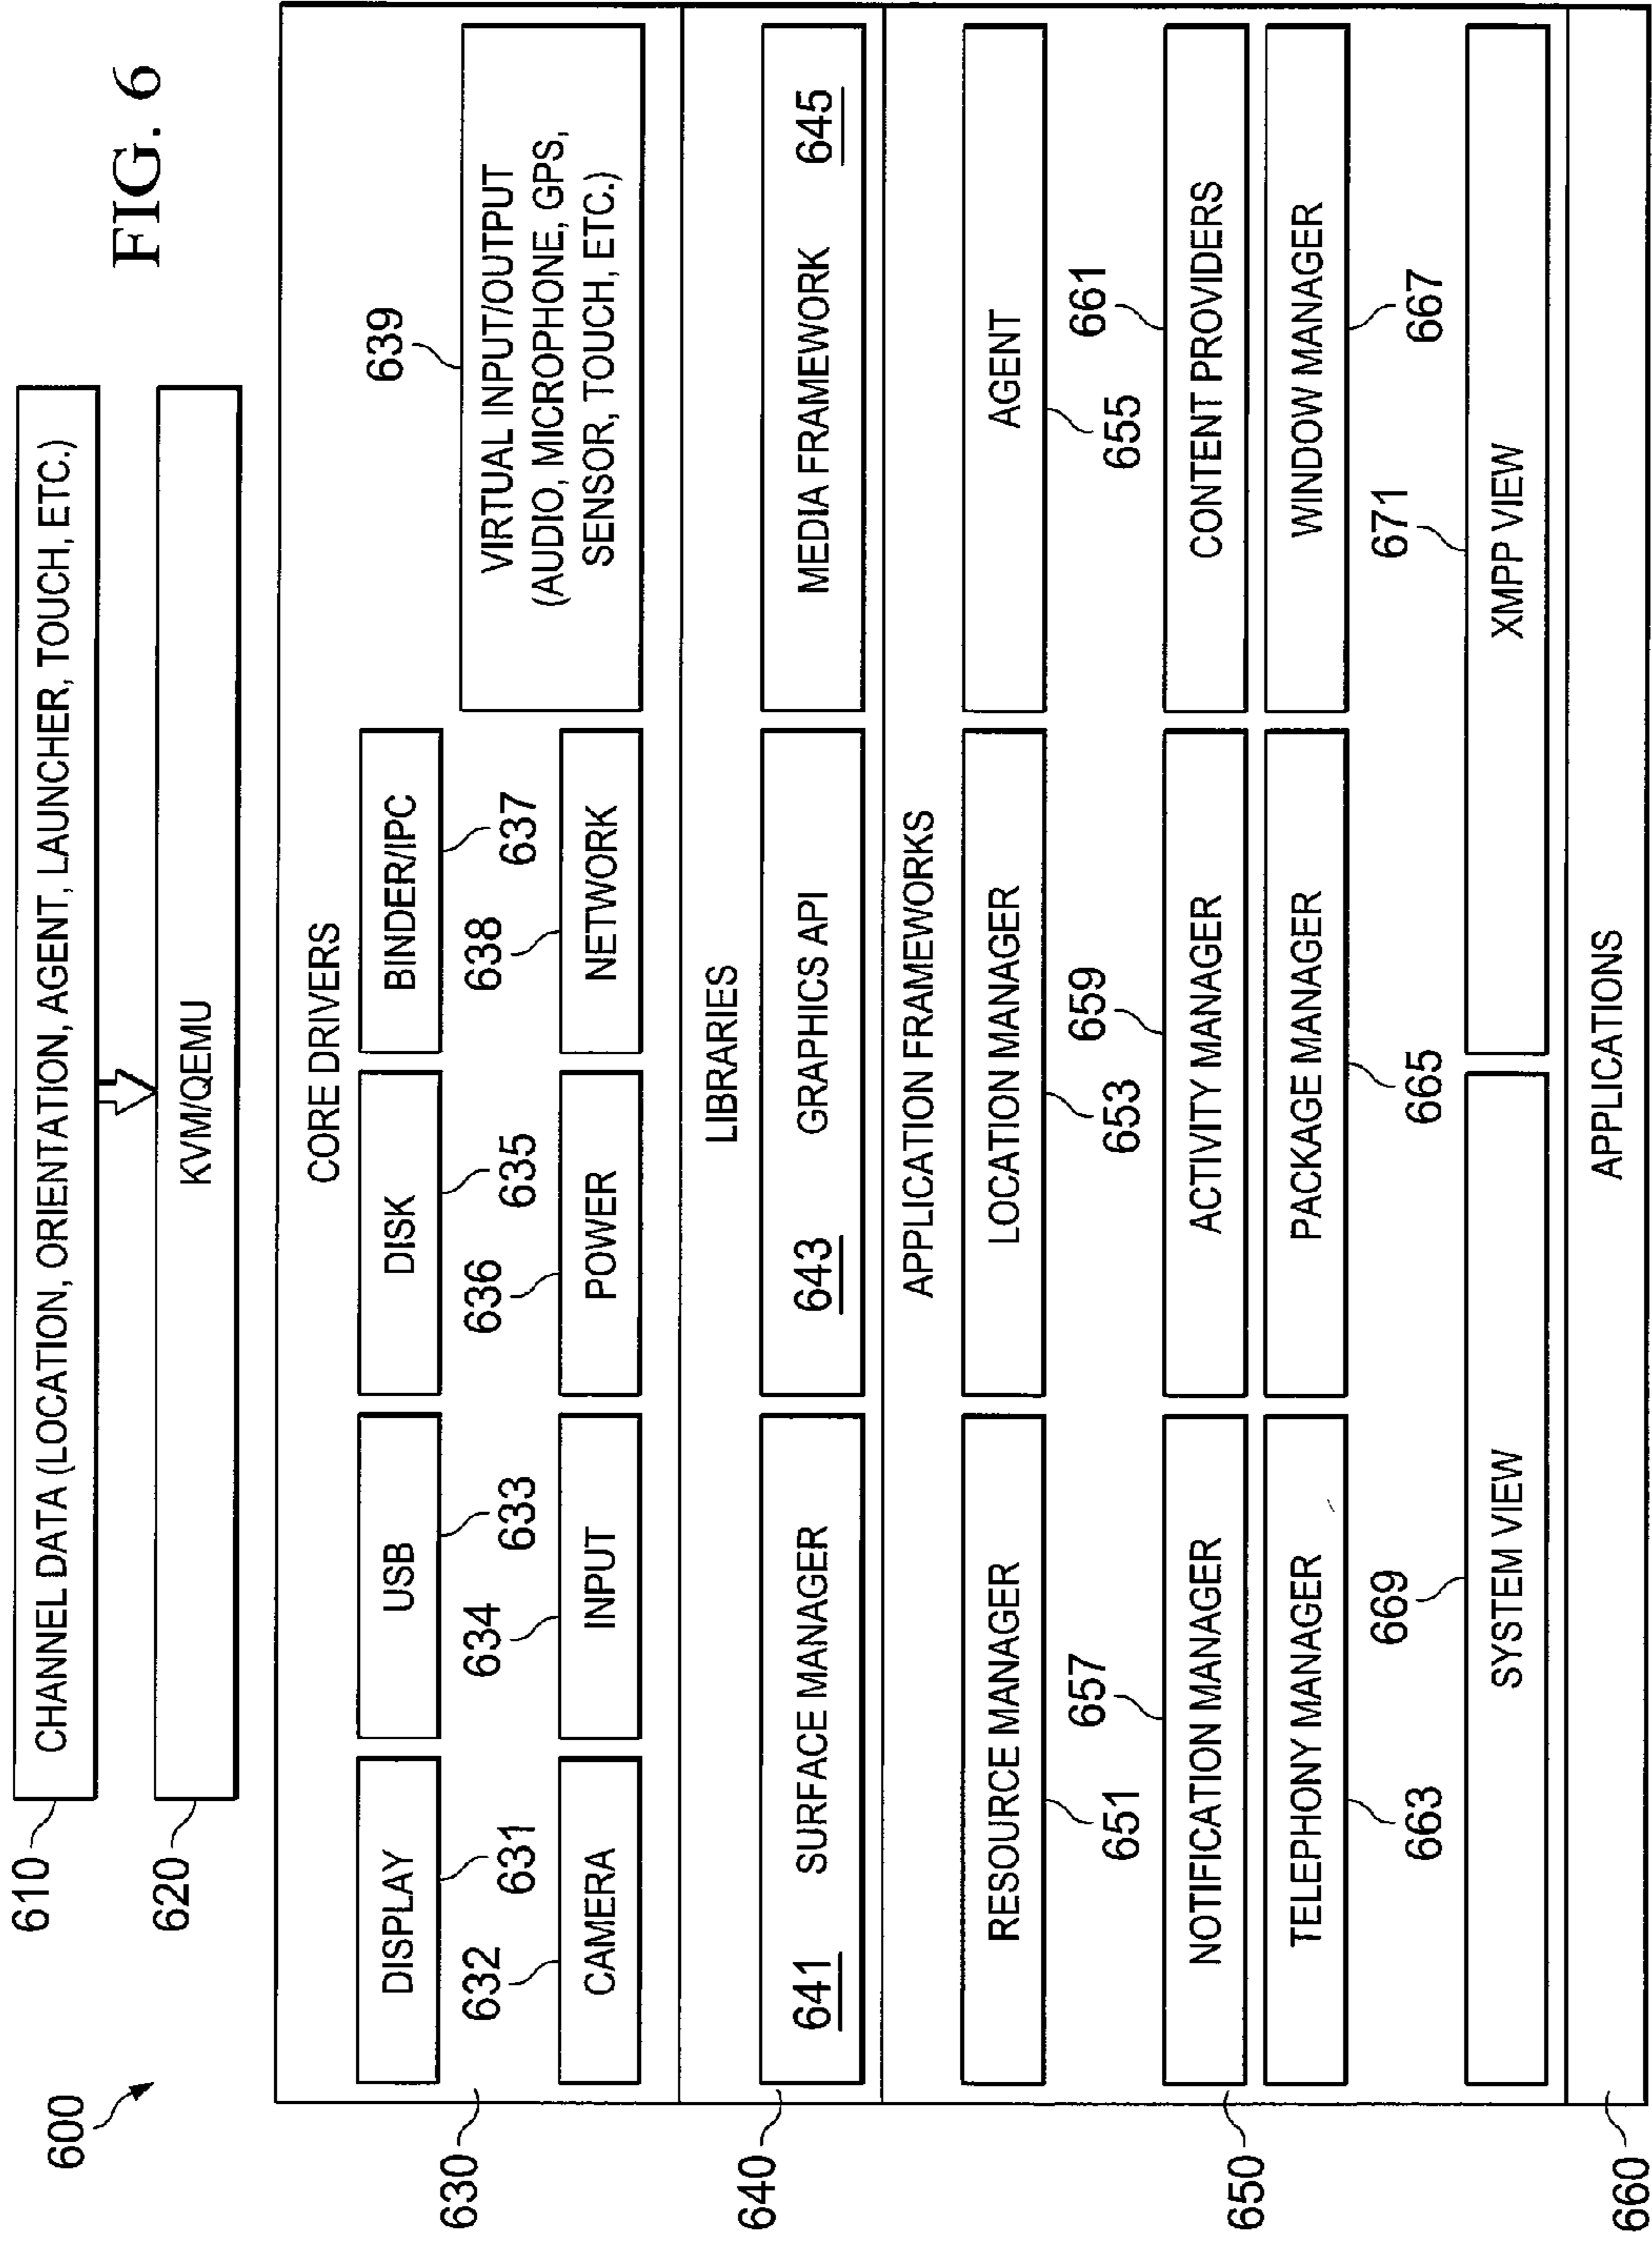 FIG. 6
600
610
CHANNEL DATA (LOCATION, ORIENTATION, AGENT, LAUNCHER, TOUCH, ETC.)
620
KVM/QEMU
630
CORE DRIVERS
639
DISPLAY
USB
DISK
BINDER/IPC
VIRTUAL INPUT/OUTPUT
(AUDIO, MICROPHONE, GPS,
SENSOR, TOUCH, ETC.)
632
631
634
633
636
635
638
637
CAMERA
INPUT
POWER
NETWORK
640
LIBRARIES
641
SURFACE MANAGER
643
GRAPHICS API
MEDIA FRAMEWORK
645
650
APPLICATION FRAMEWORKS
RESOURCE MANAGER
LOCATION MANAGER
AGENT
651
657
653
659
655
661
NOTIFICATION MANAGER
ACTIVITY MANAGER
CONTENT PROVIDERS
TELEPHONY MANAGER
PACKAGE MANAGER
WINDOW MANAGER
663
669
665
671
667
SYSTEM VIEW
XMPP VIEW
660
APPLICATIONS